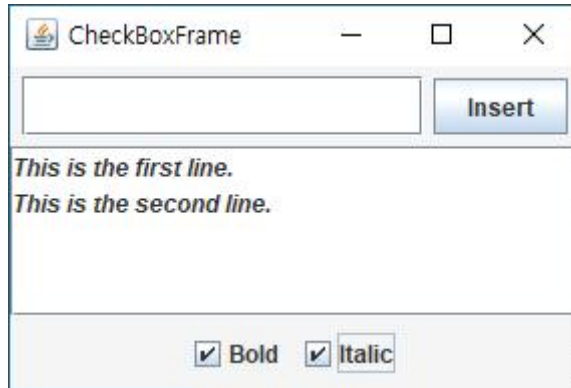 CheckBoxFrame
Insert
This is the first line.
This is the second line.
Bold Italic